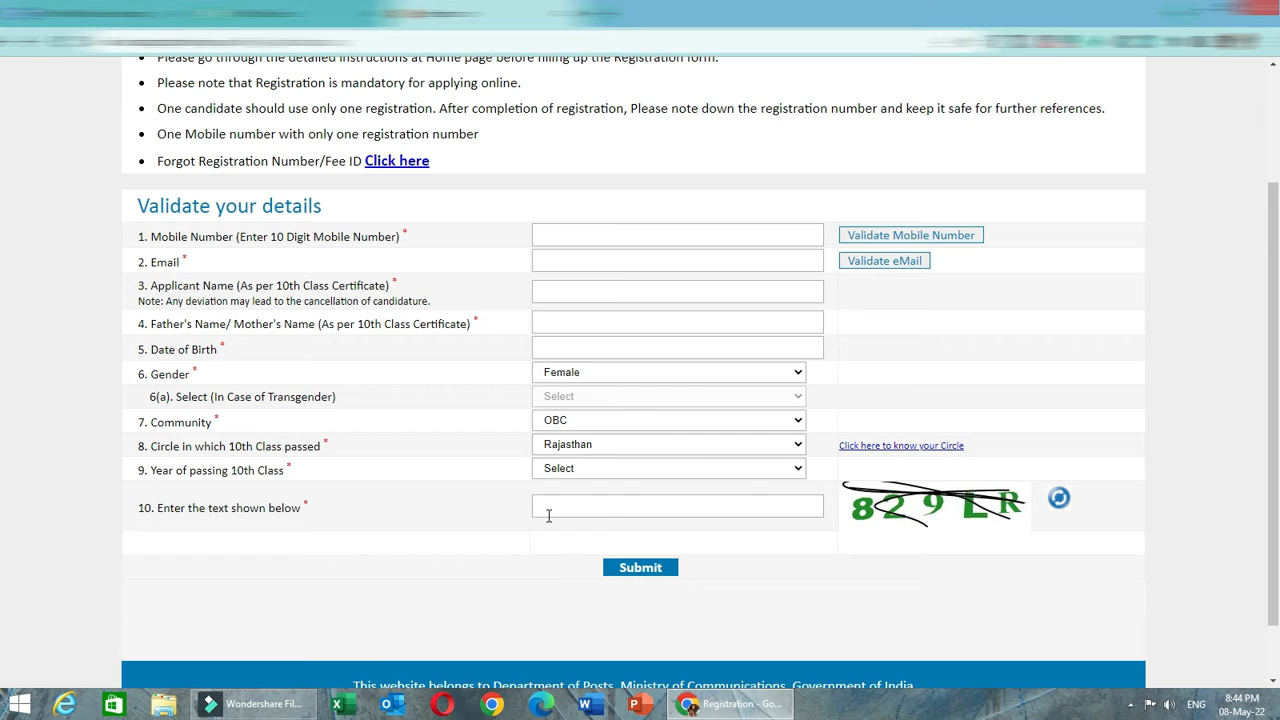 Please go through the detailed instructions at Home page before filling up the Registration form.
Please note that Registration is mandatory for applying online.
One candidate should use only one registration. After completion of registration, Please note down the registration number and keep it safe for further references.
One Mobile number with only one registration number
Forgot Registration Number/Fee ID Click here
Validate your details
1. Mobile Number (Enter 10 Digit Mobile Number) * Validate Mobile Number
2. Email * Validate eMail
3. Applicant Name (As per 10th Class Certificate) *
Note: Any deviation may lead to the cancellation of candidature.
4. Father's Name/ Mother's Name (As per 10th Class Certificate) *
5. Date of Birth *
6. Gender * Female
6(a). Select (In Case of Transgender) Select
7. Community * OBC
8. Circle in which 10th Class passed * Rajasthan Click here to know your Circle
9. Year of passing 10th Class * Select
10. Enter the text shown below * 829LR
Submit
This website belongs to Department of Posts, Ministry of Communications, Government of India
Wondershare Fil... Registration - Go... ENG 8:44 PM
08-May-22